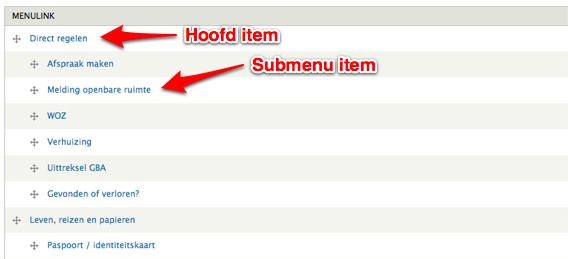 MENULINK
Direct regelen
Hoofd item
Afspraak maken
Submenu item
Melding openbare ruimte
WOZ
Verhuizing
Uittreksel GBA
Gevonden of verloren?
Leven, reizen en papieren
Paspoort / identiteitskaart